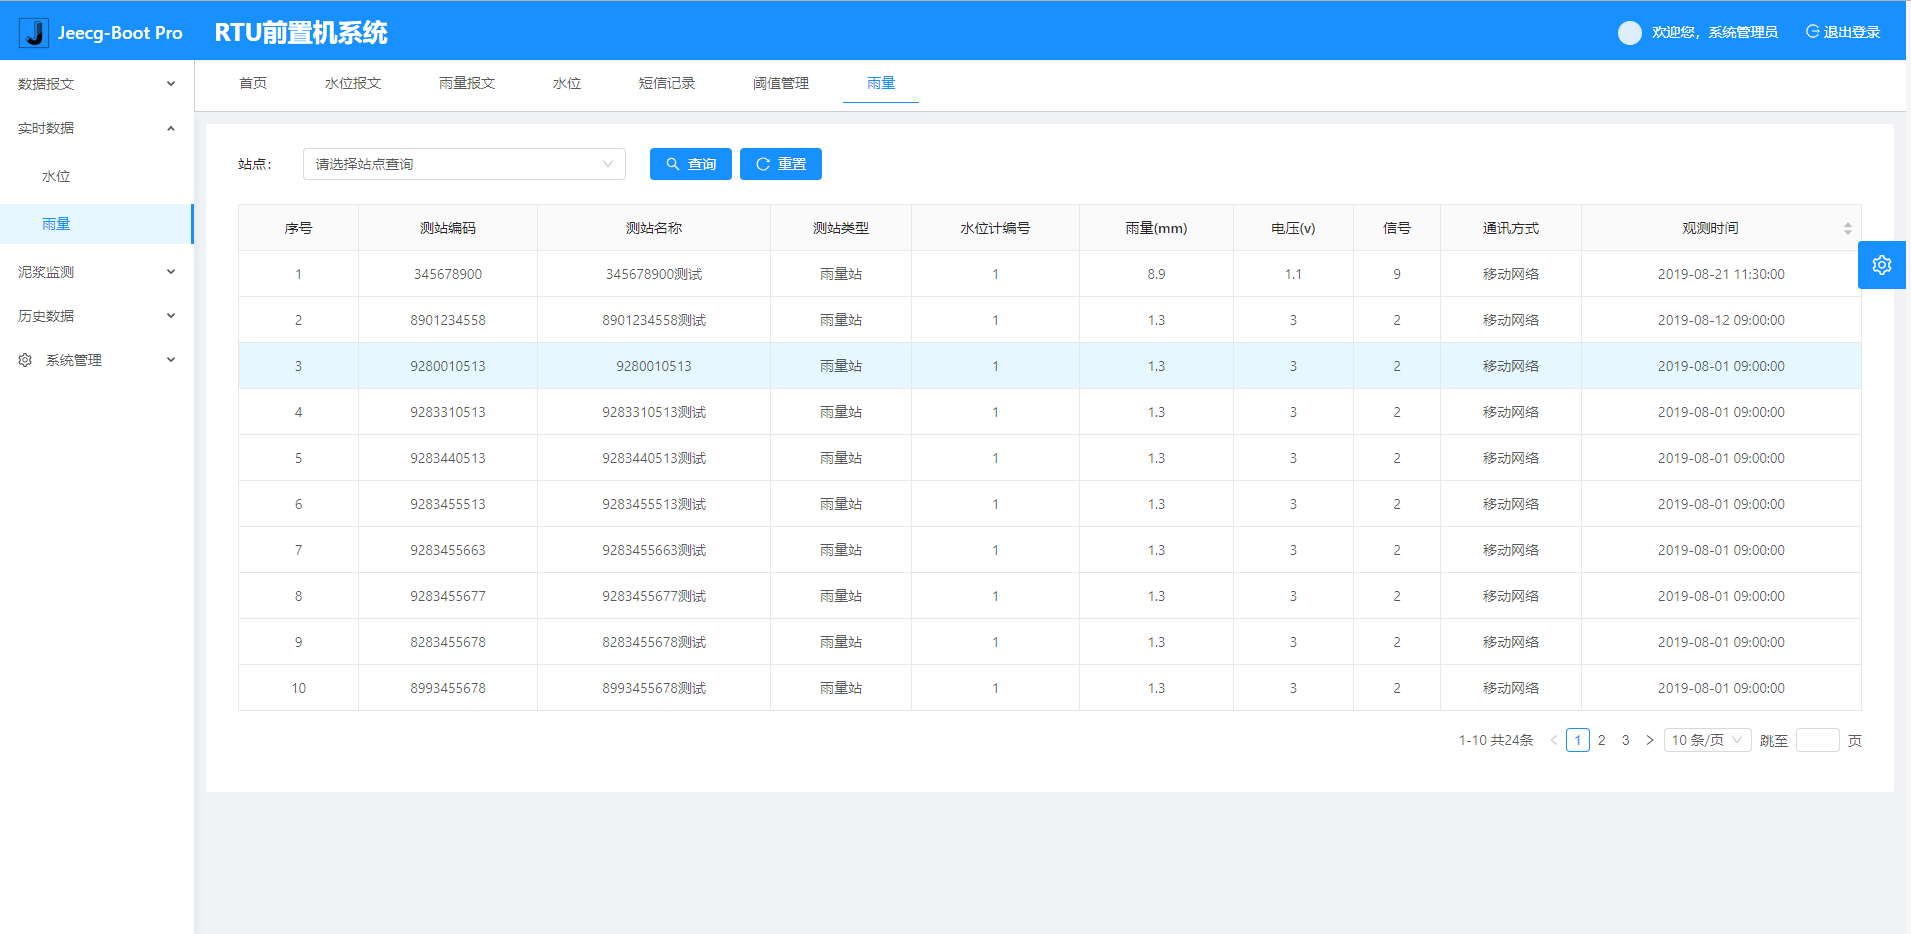 Jeecg-Boot Pro RTU前置机系统 欢迎您，系统管理员 退出登录
数据报文
首页 水位报文 雨量报文 水位 短信记录 阈值管理 雨量
实时数据
水位
雨量
泥浆监测
历史数据
系统管理
站点： 请选择站点查询 查询 重置
序号 测站编码 测站名称 测站类型 水位计编号 雨量(mm) 电压(v) 信号 通讯方式 观测时间
1 345678900 345678900测试 雨量站 1 8.9 1.1 9 移动网络 2019-08-21 11:30:00
2 8901234558 8901234558测试 雨量站 1 1.3 3 2 移动网络 2019-08-12 09:00:00
3 9280010513 9280010513 雨量站 1 1.3 3 2 移动网络 2019-08-01 09:00:00
4 9283310513 9283310513测试 雨量站 1 1.3 3 2 移动网络 2019-08-01 09:00:00
5 9283440513 9283440513测试 雨量站 1 1.3 3 2 移动网络 2019-08-01 09:00:00
6 9283455513 9283455513测试 雨量站 1 1.3 3 2 移动网络 2019-08-01 09:00:00
7 9283455663 9283455663测试 雨量站 1 1.3 3 2 移动网络 2019-08-01 09:00:00
8 9283455677 9283455677测试 雨量站 1 1.3 3 2 移动网络 2019-08-01 09:00:00
9 8283455678 8283455678测试 雨量站 1 1.3 3 2 移动网络 2019-08-01 09:00:00
10 8993455678 8993455678测试 雨量站 1 1.3 3 2 移动网络 2019-08-01 09:00:00
1-10 共24条 1 2 3 10 条/页 跳至 页